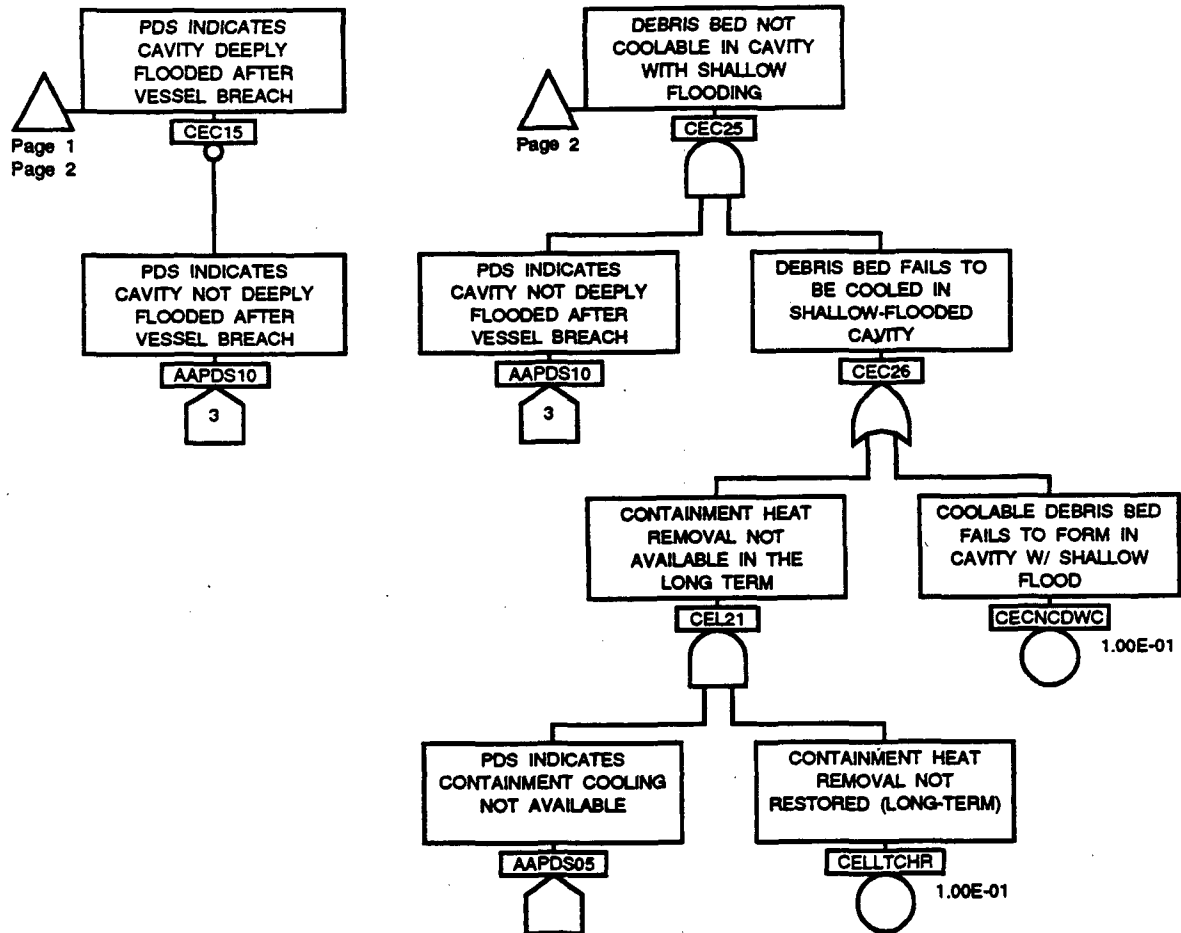 PDS INDICATES
CAVITY DEEPLY
FLOODED AFTER
VESSEL BREACH
CEC15
Page 1
Page 2
PDS INDICATES
CAVITY NOT DEEPLY
FLOODED AFTER
VESSEL BREACH
AAPDS10
3
DEBRIS BED NOT
COOLABLE IN CAVITY
WITH SHALLOW
FLOODING
CEC25
Page 2
PDS INDICATES
CAVITY NOT DEEPLY
FLOODED AFTER
VESSEL BREACH
AAPDS10
3
DEBRIS BED FAILS TO
BE COOLED IN
SHALLOW-FLOODED
CAVITY
CEC26
CONTAINMENT HEAT
REMOVAL NOT
AVAILABLE IN THE
LONG TERM
CEL21
COOLABLE DEBRIS BED
FAILS TO FORM IN
CAVITY W/ SHALLOW
FLOOD
CECNCDWC
1.00E-01
PDS INDICATES
CONTAINMENT COOLING
NOT AVAILABLE
AAPDS05
CONTAINMENT HEAT
REMOVAL NOT
RESTORED (LONG-TERM)
CELLTCHR
1.00E-01